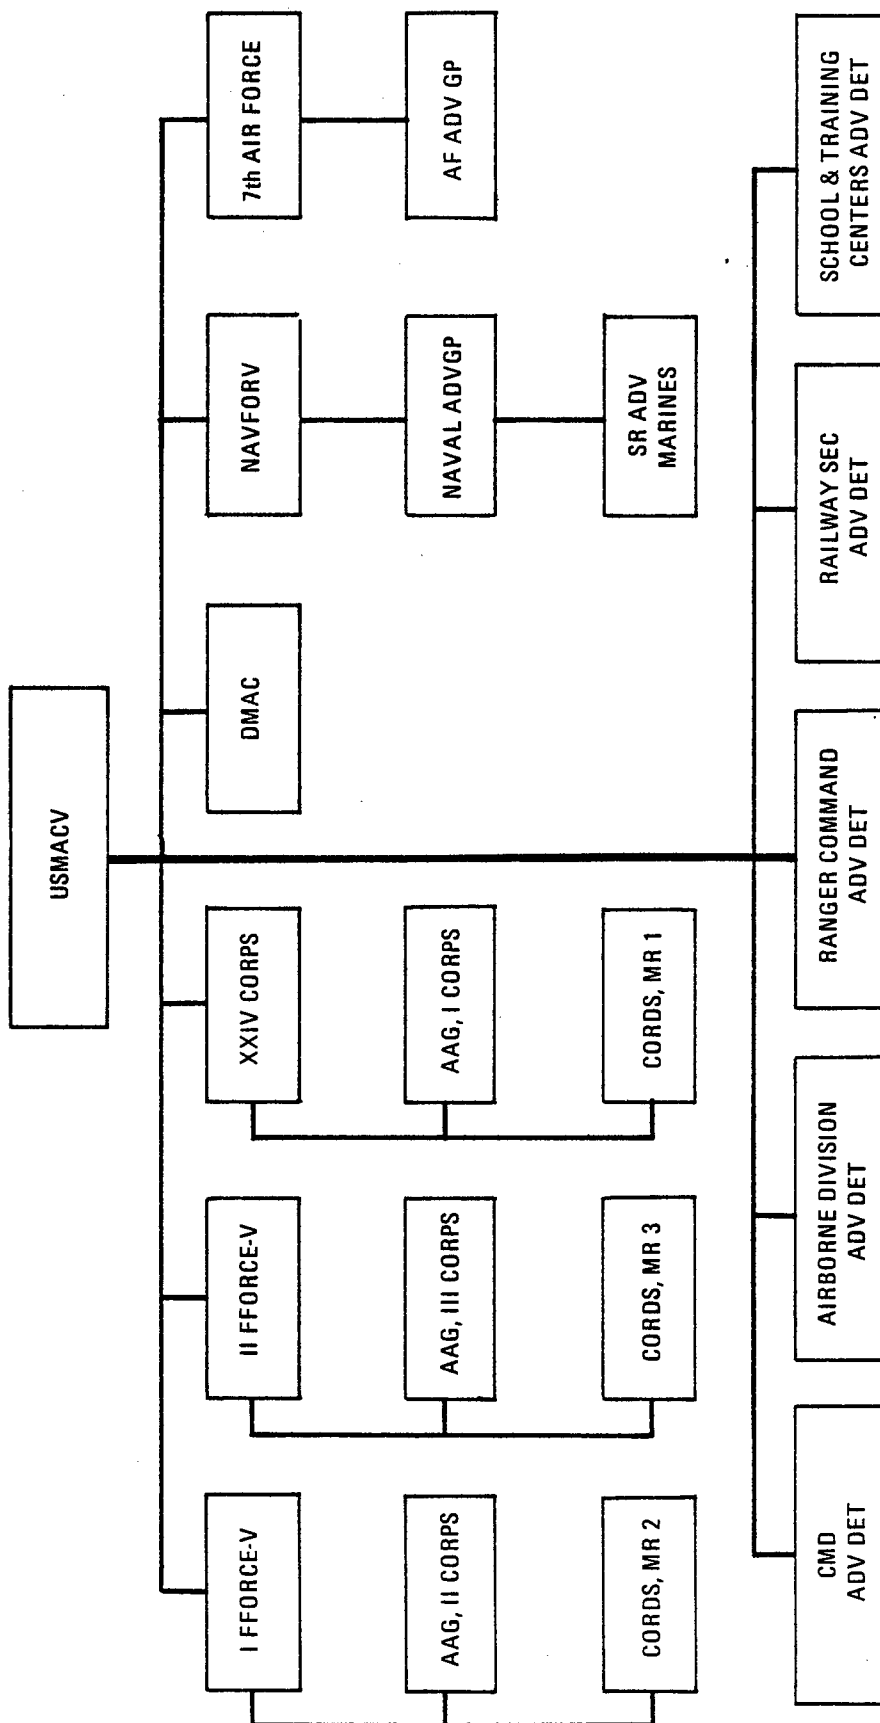 USMACV
I FFORCE-V
II FFORCE-V
XXIV CORPS
DMAC
NAVFORV
7th AIR FORCE
AAG, II CORPS
AAG, III CORPS
AAG, I CORPS
NAVAL ADVGP
AF ADV GP
CORDS, MR 2
CORDS, MR 3
CORDS, MR 1
SR ADV
MARINES
CMD
ADV DET
AIRBORNE DIVISION
ADV DET
RANGER COMMAND
ADV DET
RAILWAY SEC
ADV DET
SCHOOL & TRAINING
CENTERS ADV DET